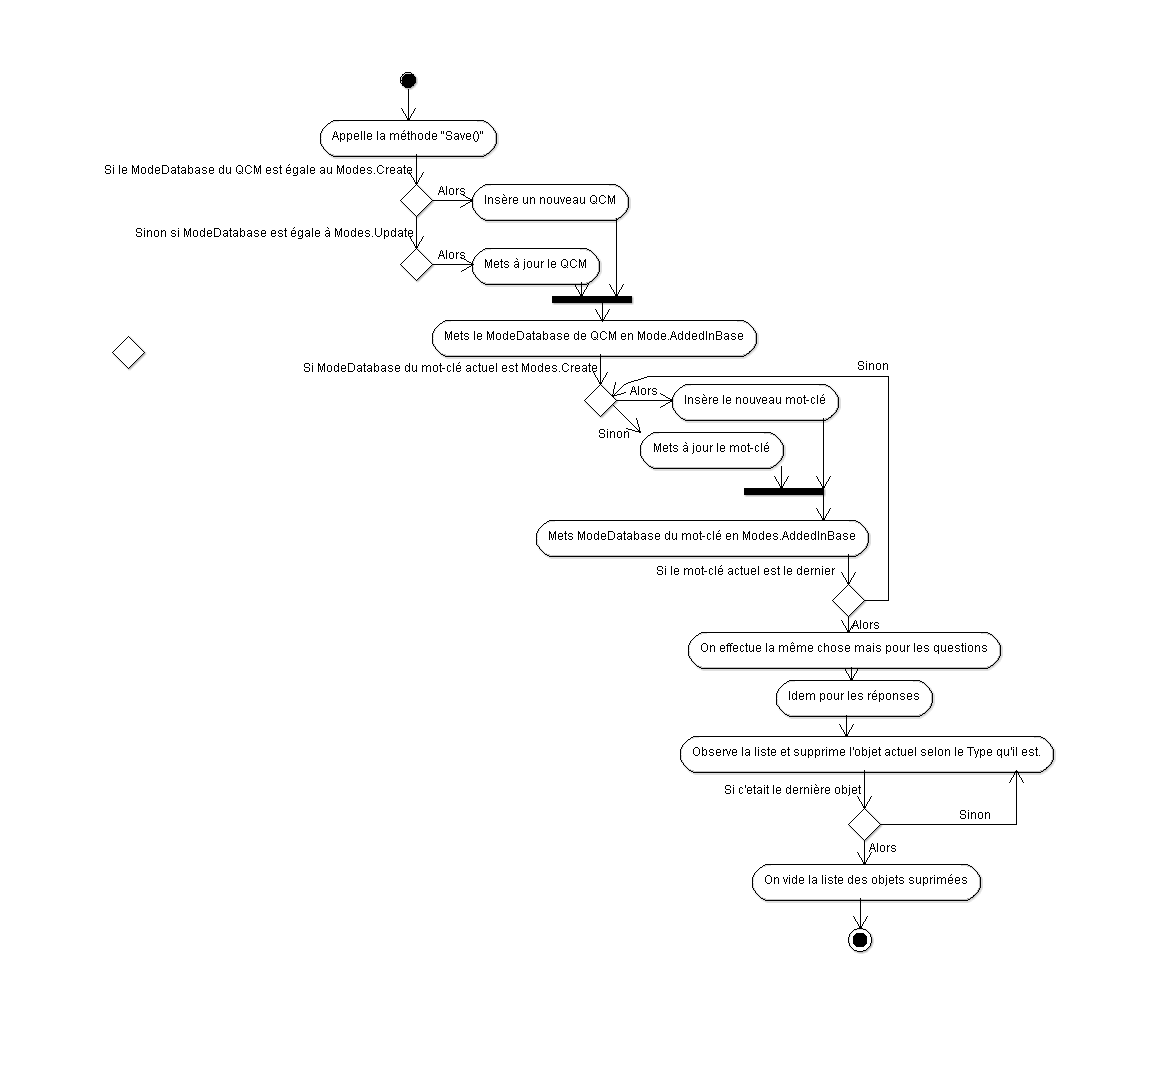 Appelle la méthode "Save()"
Si le ModeDatabase du QCM est égale au Modes.Create
Alors
Insère un nouveau QCM
Sinon si ModeDatabase est égale à Modes.Update
Alors
Mets à jour le QCM
Mets le ModeDatabase de QCM en Mode.AddedInBase
Si ModeDatabase du mot-clé actuel est Modes.Create
Sinon
Alors
Insère le nouveau mot-clé
Sinon
Mets à jour le mot-clé
Mets ModeDatabase du mot-clé en Modes.AddedInBase
Si le mot-clé actuel est le dernier
Alors
On effectue la même chose mais pour les questions
Idem pour les réponses
Observe la liste et supprime l'objet actuel selon le Type qu'il est.
Si c'etait le dernière objet
Sinon
Alors
On vide la liste des objets suprimées